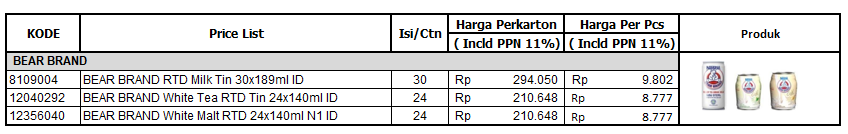 KODE Price List Isi/Ctn Harga Perkarton Harga Per Pcs Produk
( Incld PPN 11%) ( Incld PPN 11%)
BEAR BRAND
8109004 BEAR BRAND RTD Milk Tin 30x189ml ID 30 Rp 294.050 Rp 9.802
12040292 BEAR BRAND White Tea RTD Tin 24x140ml ID 24 Rp 210.648 Rp 8.777
12356040 BEAR BRAND White Malt RTD 24x140ml N1 ID 24 Rp 210.648 Rp 8.777